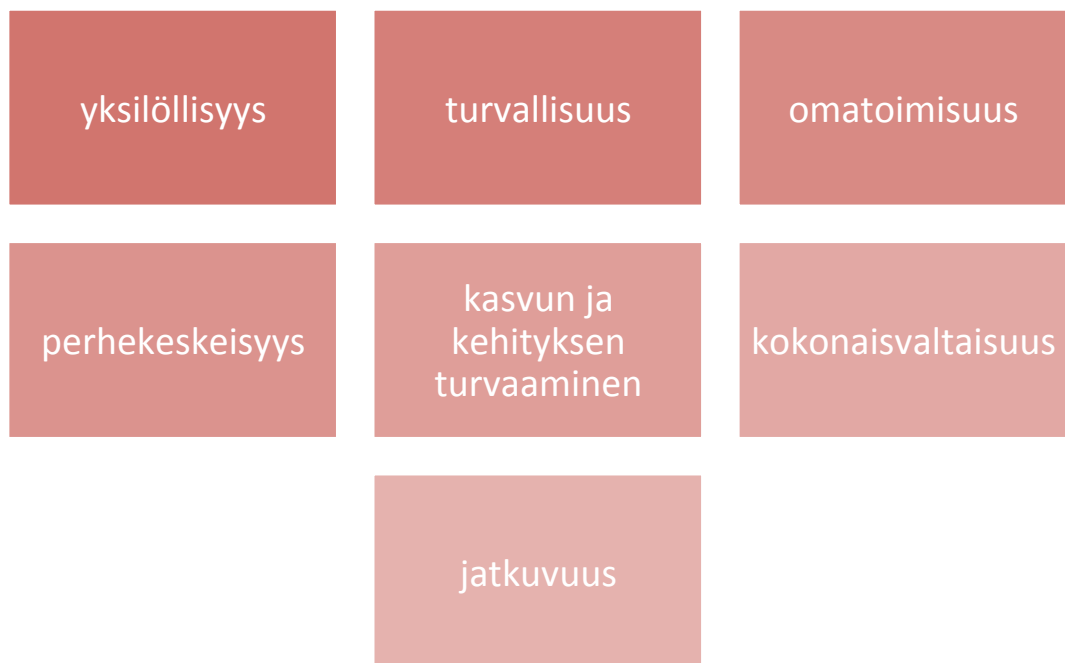 yksilöllisyys
turvallisuus
omatoimisuus
perhekeskeisyys
kasvun ja
kehityksen
turvaaminen
kokonaisvaltaisuus
jatkuvuus